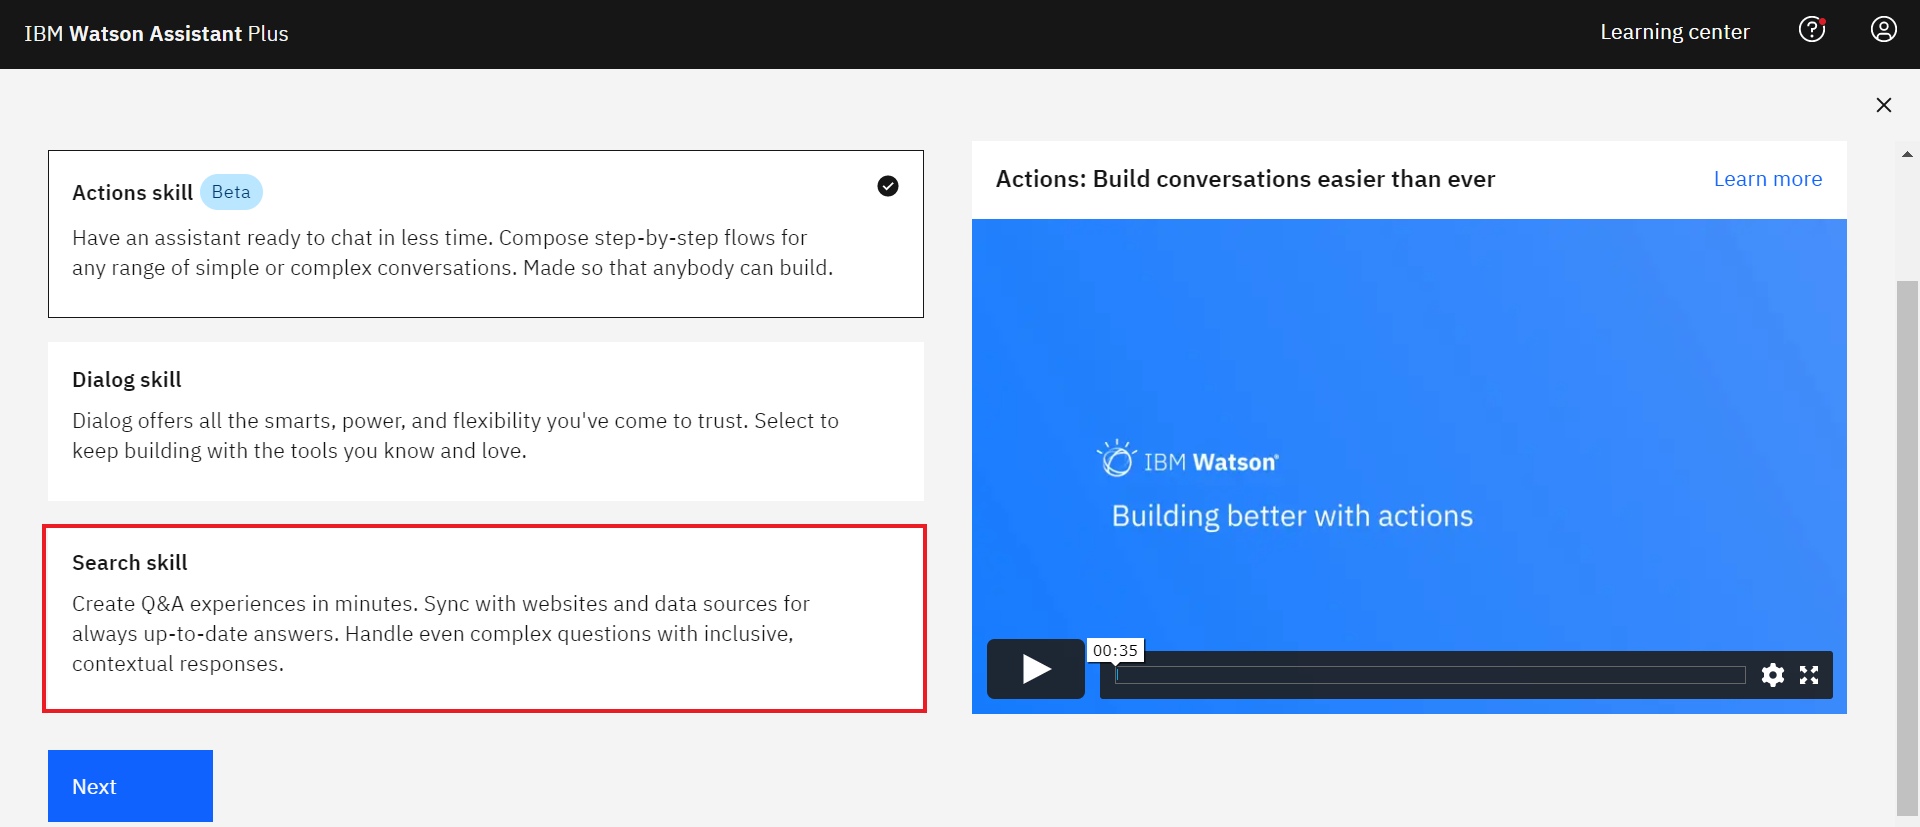 IBM Watson Assistant Plus
Learning center
Actions skill Beta
Have an assistant ready to chat in less time. Compose step-by-step flows for
any range of simple or complex conversations. Made so that anybody can build.
Dialog skill
Dialog offers all the smarts, power, and flexibility you've come to trust. Select to
keep building with the tools you know and love.
Search skill
Create Q&A experiences in minutes. Sync with websites and data sources for
always up-to-date answers. Handle even complex questions with inclusive,
contextual responses.
Next
Actions: Build conversations easier than ever
Learn more
IBM Watson®
Building better with actions
00:35